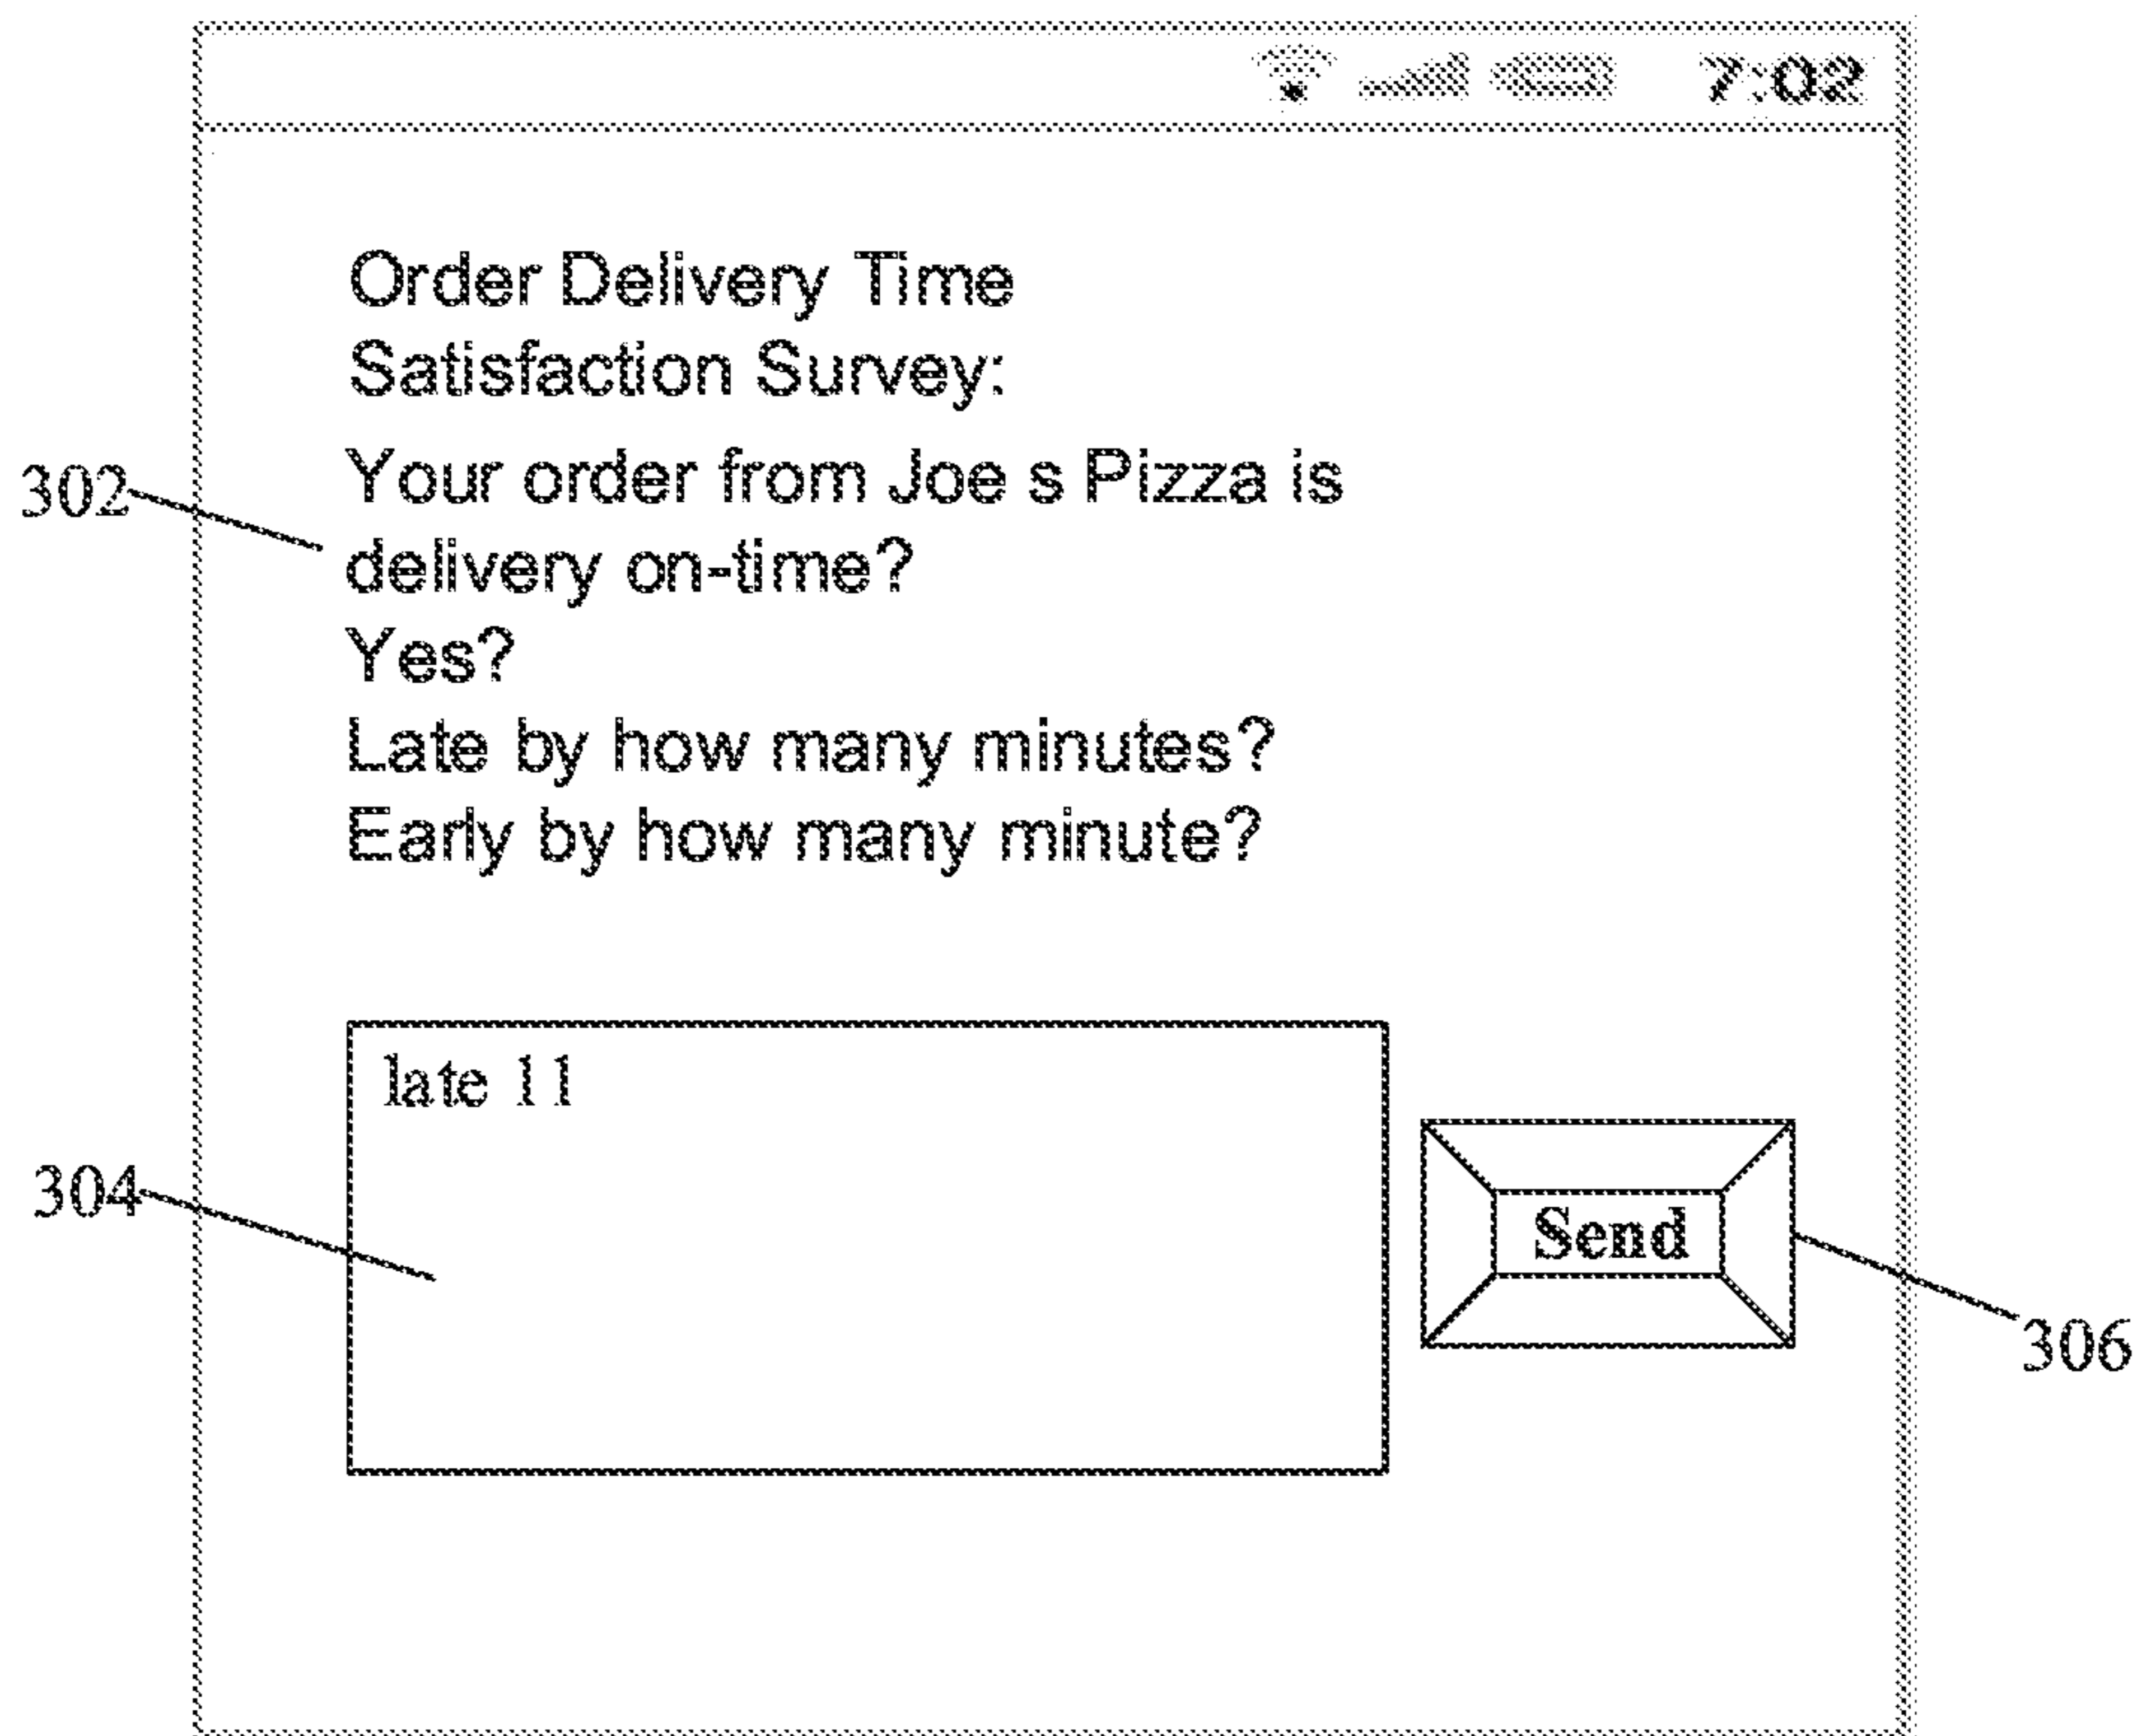 7:02
Order Delivery Time
Satisfaction Survey:
Your order from Joe s Pizza is
302
delivery on-time?
Yes?
Late by how many minutes?
Early by how many minute?
late 11
304
Send
306